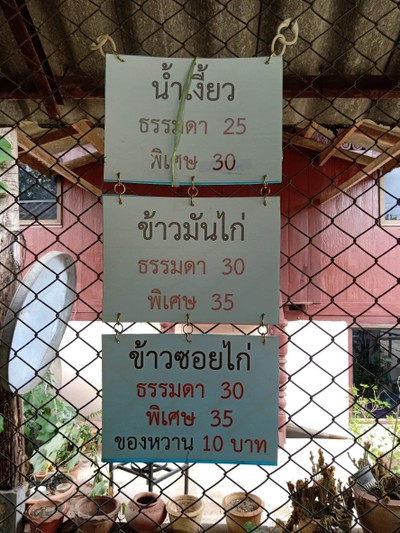 น้ำเงี้ยว
ธรรมดา 25
พิเศษ 30
ข้าวมันไก่
ธรรมดา 30
พิเศษ 35
ข้าวซอยไก่
ธรรมดา 30
พิเศษ 35
ของหวาน 10 บาท